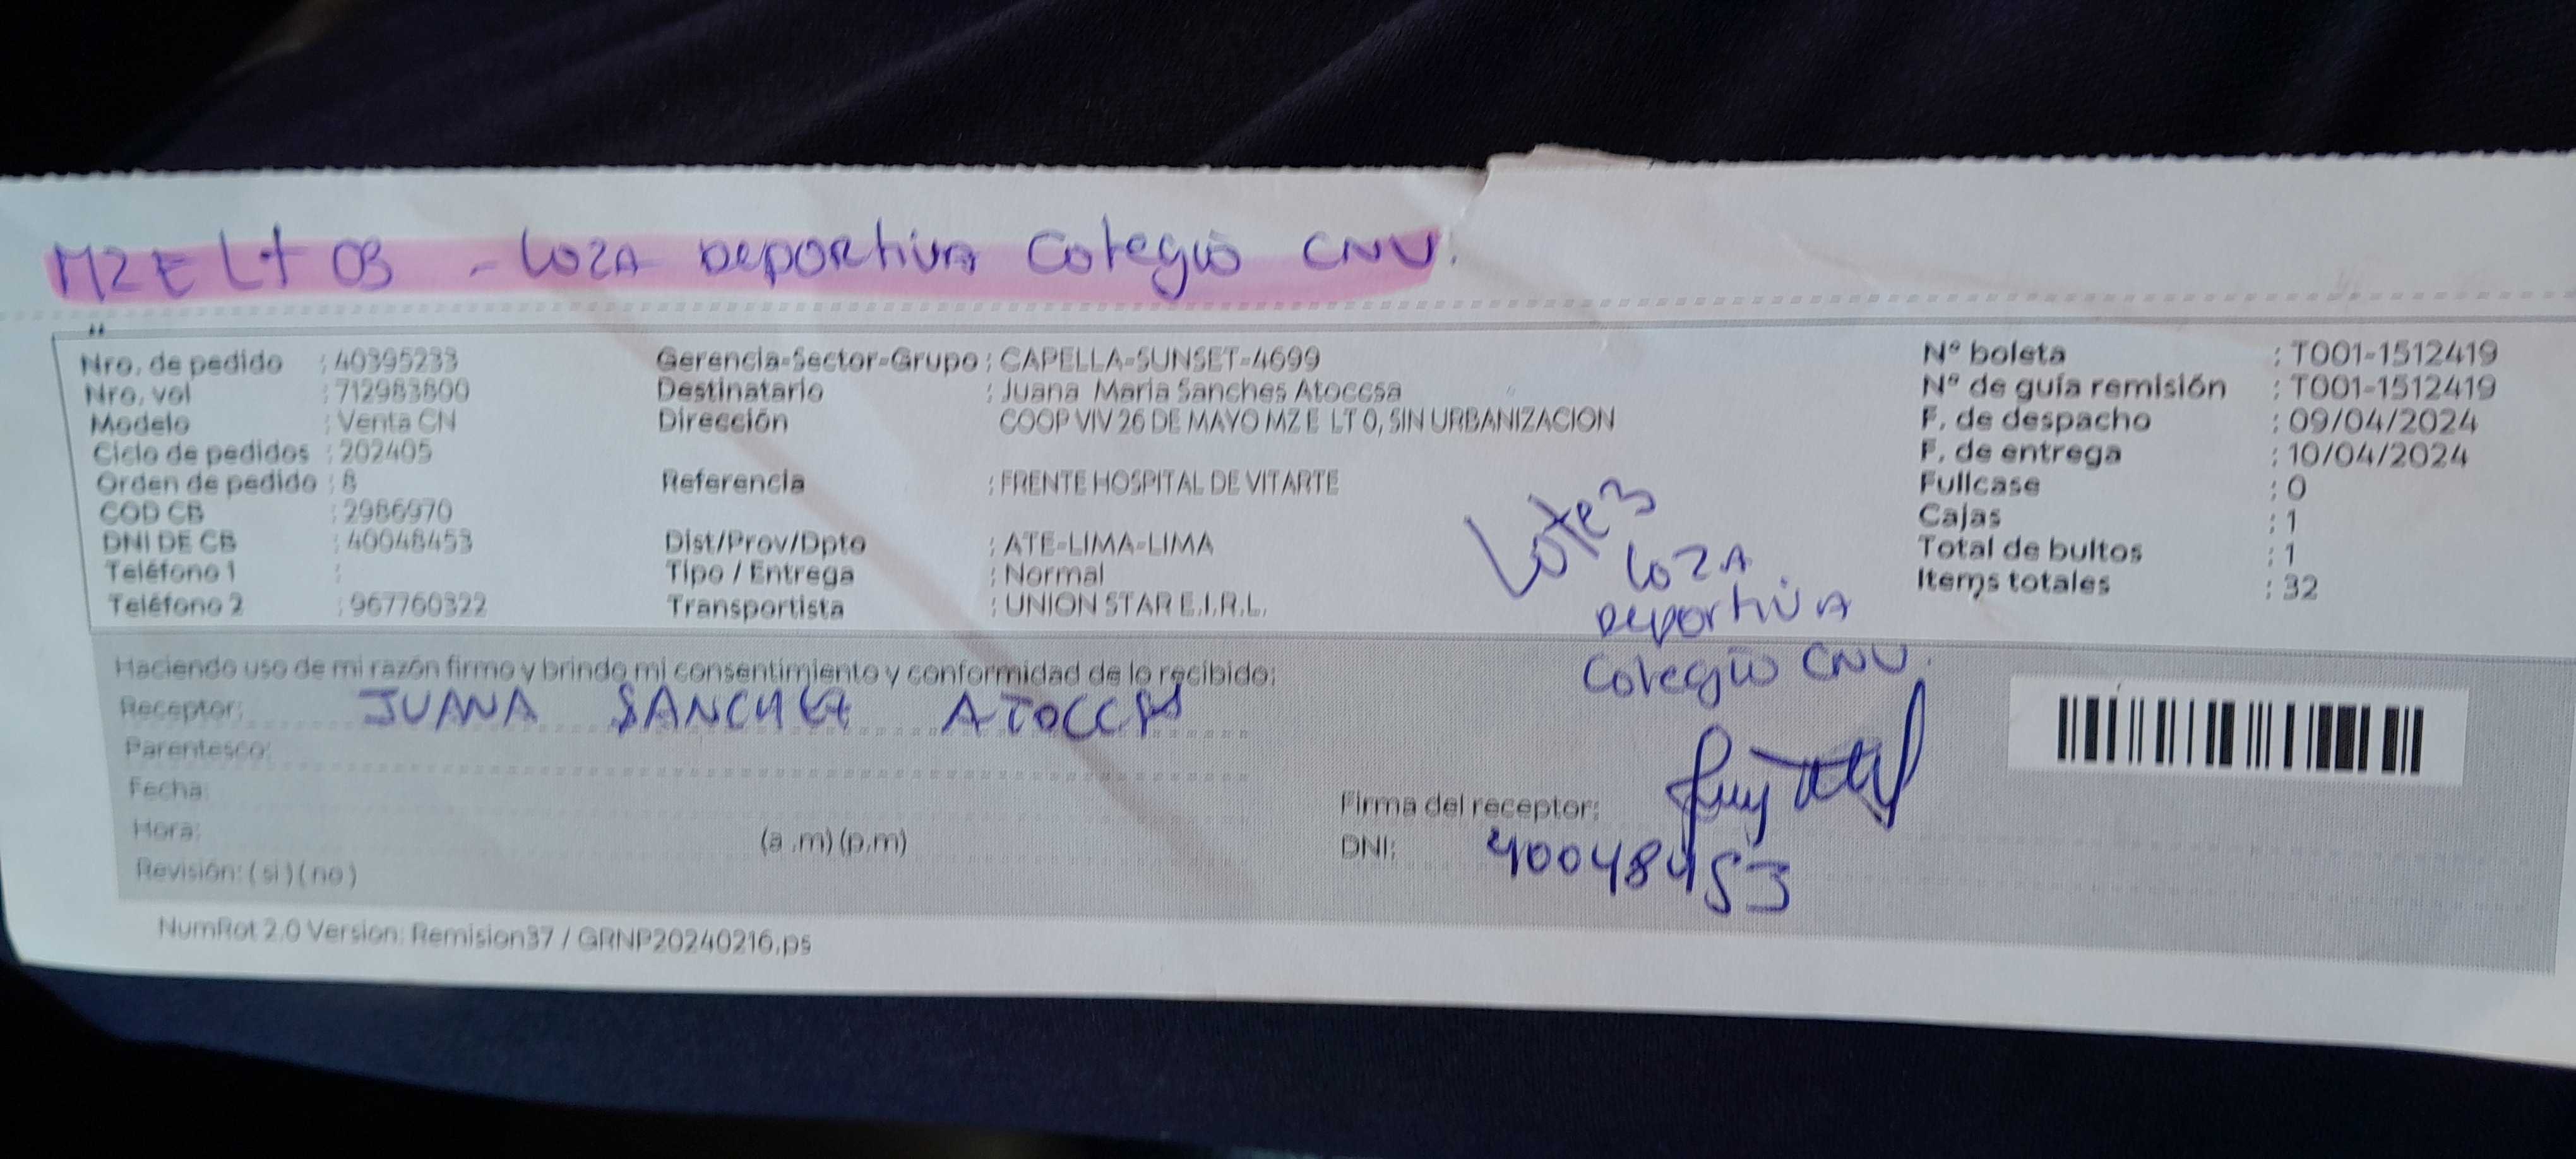 MZ E Lt 03 - LOZA DEPORTIVA Colegio CNV.
Nro. de pedido : 40395233 Gerencia-Sector-Grupo : CAPELLA-SUNSET-4699 N° boleta : T001-1512419
Nro. vol : 712983800 Destinatario : Juana Maria Sanches Atoccsa N° de guía remisión : T001-1512419
Modelo : Venta CN Dirección COOP VIV 26 DE MAYO MZ E LT 0, SIN URBANIZACION F. de despacho : 09/04/2024
Ciclo de pedidos : 202405 F. de entrega : 10/04/2024
Orden de pedido : 8 Referencia : FRENTE HOSPITAL DE VITARTE Fullcase : 0
COD CB : 2986970 Cajas : 1
DNI DE CB : 40048453 Dist/Prov/Dpto : ATE-LIMA-LIMA Total de bultos : 1
Teléfono 1 : Tipo / Entrega : Normal Items totales : 32
Teléfono 2 : 967760322 Transportista : UNION STAR E.I.R.L.
Lote 3
LOZA
Deportiva
Colegio CNV.
Haciendo uso de mi razón firmo y brindo mi consentimiento y conformidad de lo recibido:
Receptor: JUANA SANCHEZ ATOCCSA
Parentesco:
Fecha:
Hora: (a .m) (p.m)
Revisión: ( si ) ( no )
Firma del receptor:
DNI: 40048453
NumRot 2.0 Version: Remision37 / GRNP20240216.ps